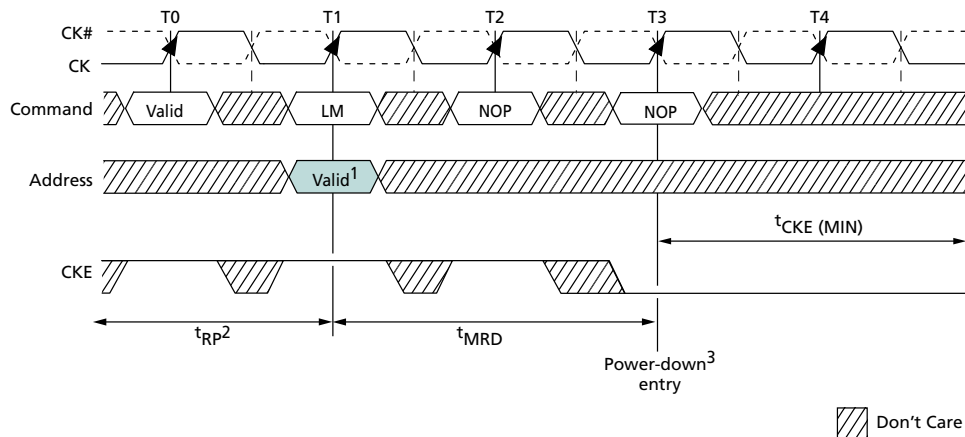 T0 T1 T2 T3 T4
CK#
CK
Command Valid LM NOP NOP
Address Valid1
tCKE (MIN)
CKE
tRP2 tMRD
Power-down3
entry
Don't Care